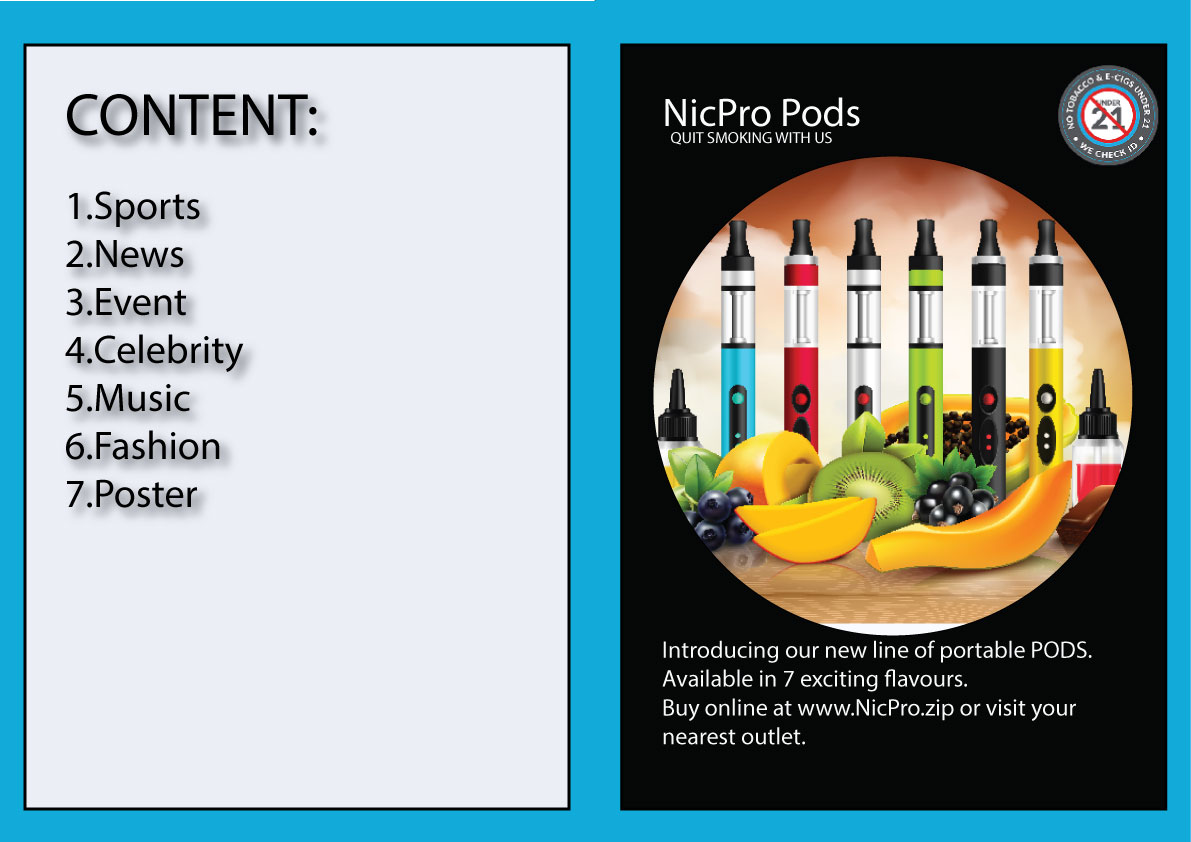 CONTENT:
1.Sports
2.News
3.Event
4.Celebrity
5.Music
6.Fashion
7.Poster
NicPro Pods
QUIT SMOKING WITH US
NO TOBACCO & E-CIGS UNDER 21
UNDER
21
• WE CHECK ID •
Introducing our new line of portable PODS.
Available in 7 exciting flavours.
Buy online at www.NicPro.zip or visit your
nearest outlet.